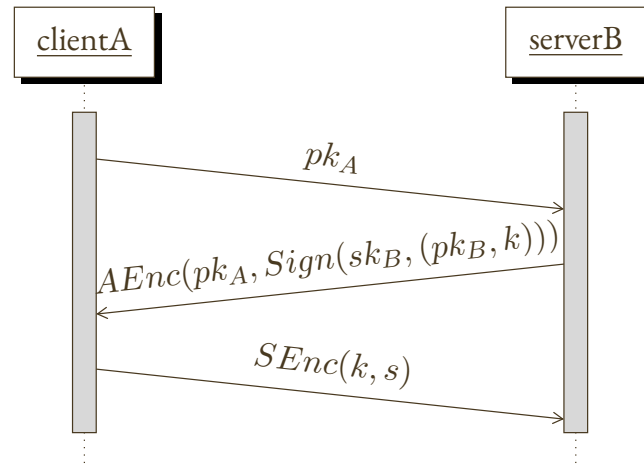 clientA
serverB
pk_A
AEnc(pk_A, Sign(sk_B, (pk_B, k)))
SEnc(k, s)